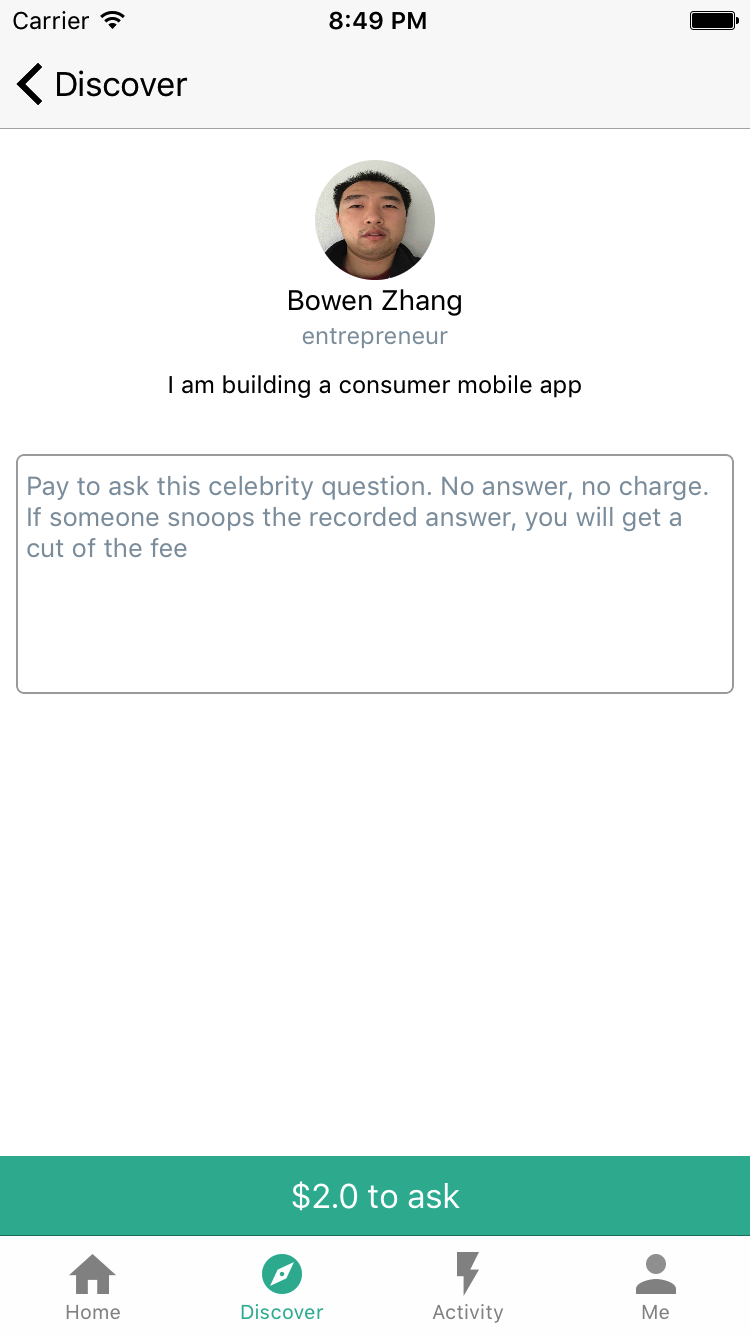 Carrier 8:49 PM
Discover
Bowen Zhang
entrepreneur
I am building a consumer mobile app
Pay to ask this celebrity question. No answer, no charge.
If someone snoops the recorded answer, you will get a
cut of the fee
$2.0 to ask
Home Discover Activity Me